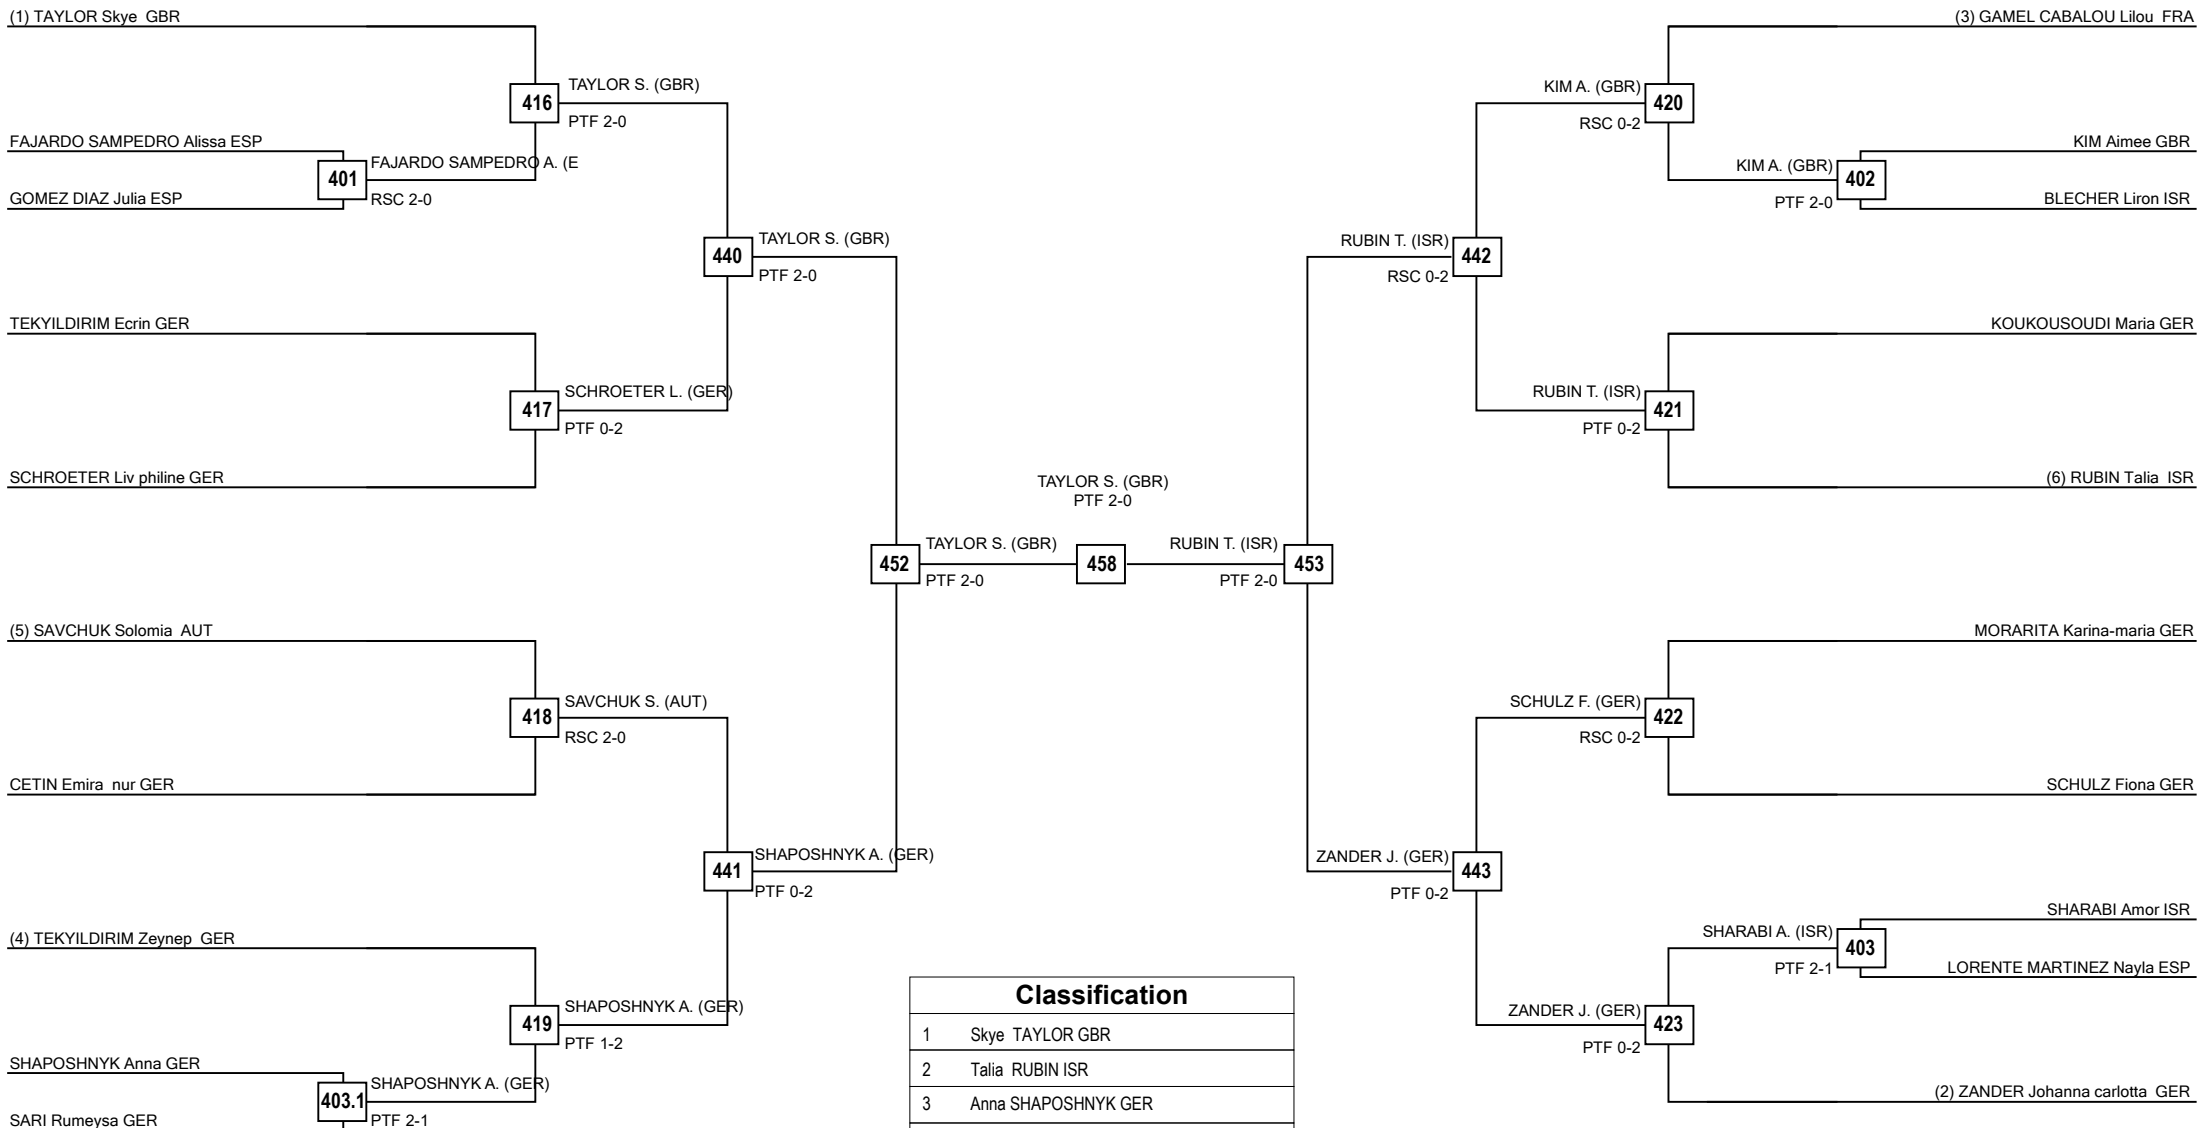 (1) TAYLOR Skye  GBR
TAYLOR S. (GBR)
416
PTF 2-0
FAJARDO SAMPEDRO Alissa ESP
FAJARDO SAMPEDRO A. (E
401
GOMEZ DIAZ Julia ESP
RSC 2-0
TAYLOR S. (GBR)
440
PTF 2-0
TEKYILDIRIM Ecrin GER
SCHROETER L. (GER)
417
PTF 0-2
SCHROETER Liv philine GER
TAYLOR S. (GBR)
452
PTF 2-0
(5) SAVCHUK Solomia  AUT
SAVCHUK S. (AUT)
418
RSC 2-0
CETIN Emira  nur GER
SHAPOSHNYK A. (GER)
441
PTF 0-2
(4) TEKYILDIRIM Zeynep  GER
SHAPOSHNYK A. (GER)
419
PTF 1-2
SHAPOSHNYK Anna GER
SHAPOSHNYK A. (GER)
403.1
SARI Rumeysa GER
PTF 2-1
TAYLOR S. (GBR)
PTF 2-0
458
(3) GAMEL CABALOU Lilou  FRA
KIM A. (GBR)
420
RSC 0-2
KIM Aimee GBR
KIM A. (GBR)
402
PTF 2-0
BLECHER Liron ISR
RUBIN T. (ISR)
442
RSC 0-2
KOUKOUSOUDI Maria GER
RUBIN T. (ISR)
421
PTF 0-2
(6) RUBIN Talia  ISR
RUBIN T. (ISR)
453
PTF 2-0
MORARITA Karina-maria GER
SCHULZ F. (GER)
422
RSC 0-2
SCHULZ Fiona GER
ZANDER J. (GER)
443
PTF 0-2
SHARABI Amor ISR
SHARABI A. (ISR)
403
PTF 2-1
LORENTE MARTINEZ Nayla ESP
ZANDER J. (GER)
423
PTF 0-2
(2) ZANDER Johanna carlotta  GER
Classification
1 Skye  TAYLOR GBR
2 Talia  RUBIN ISR
3 Anna SHAPOSHNYK GER